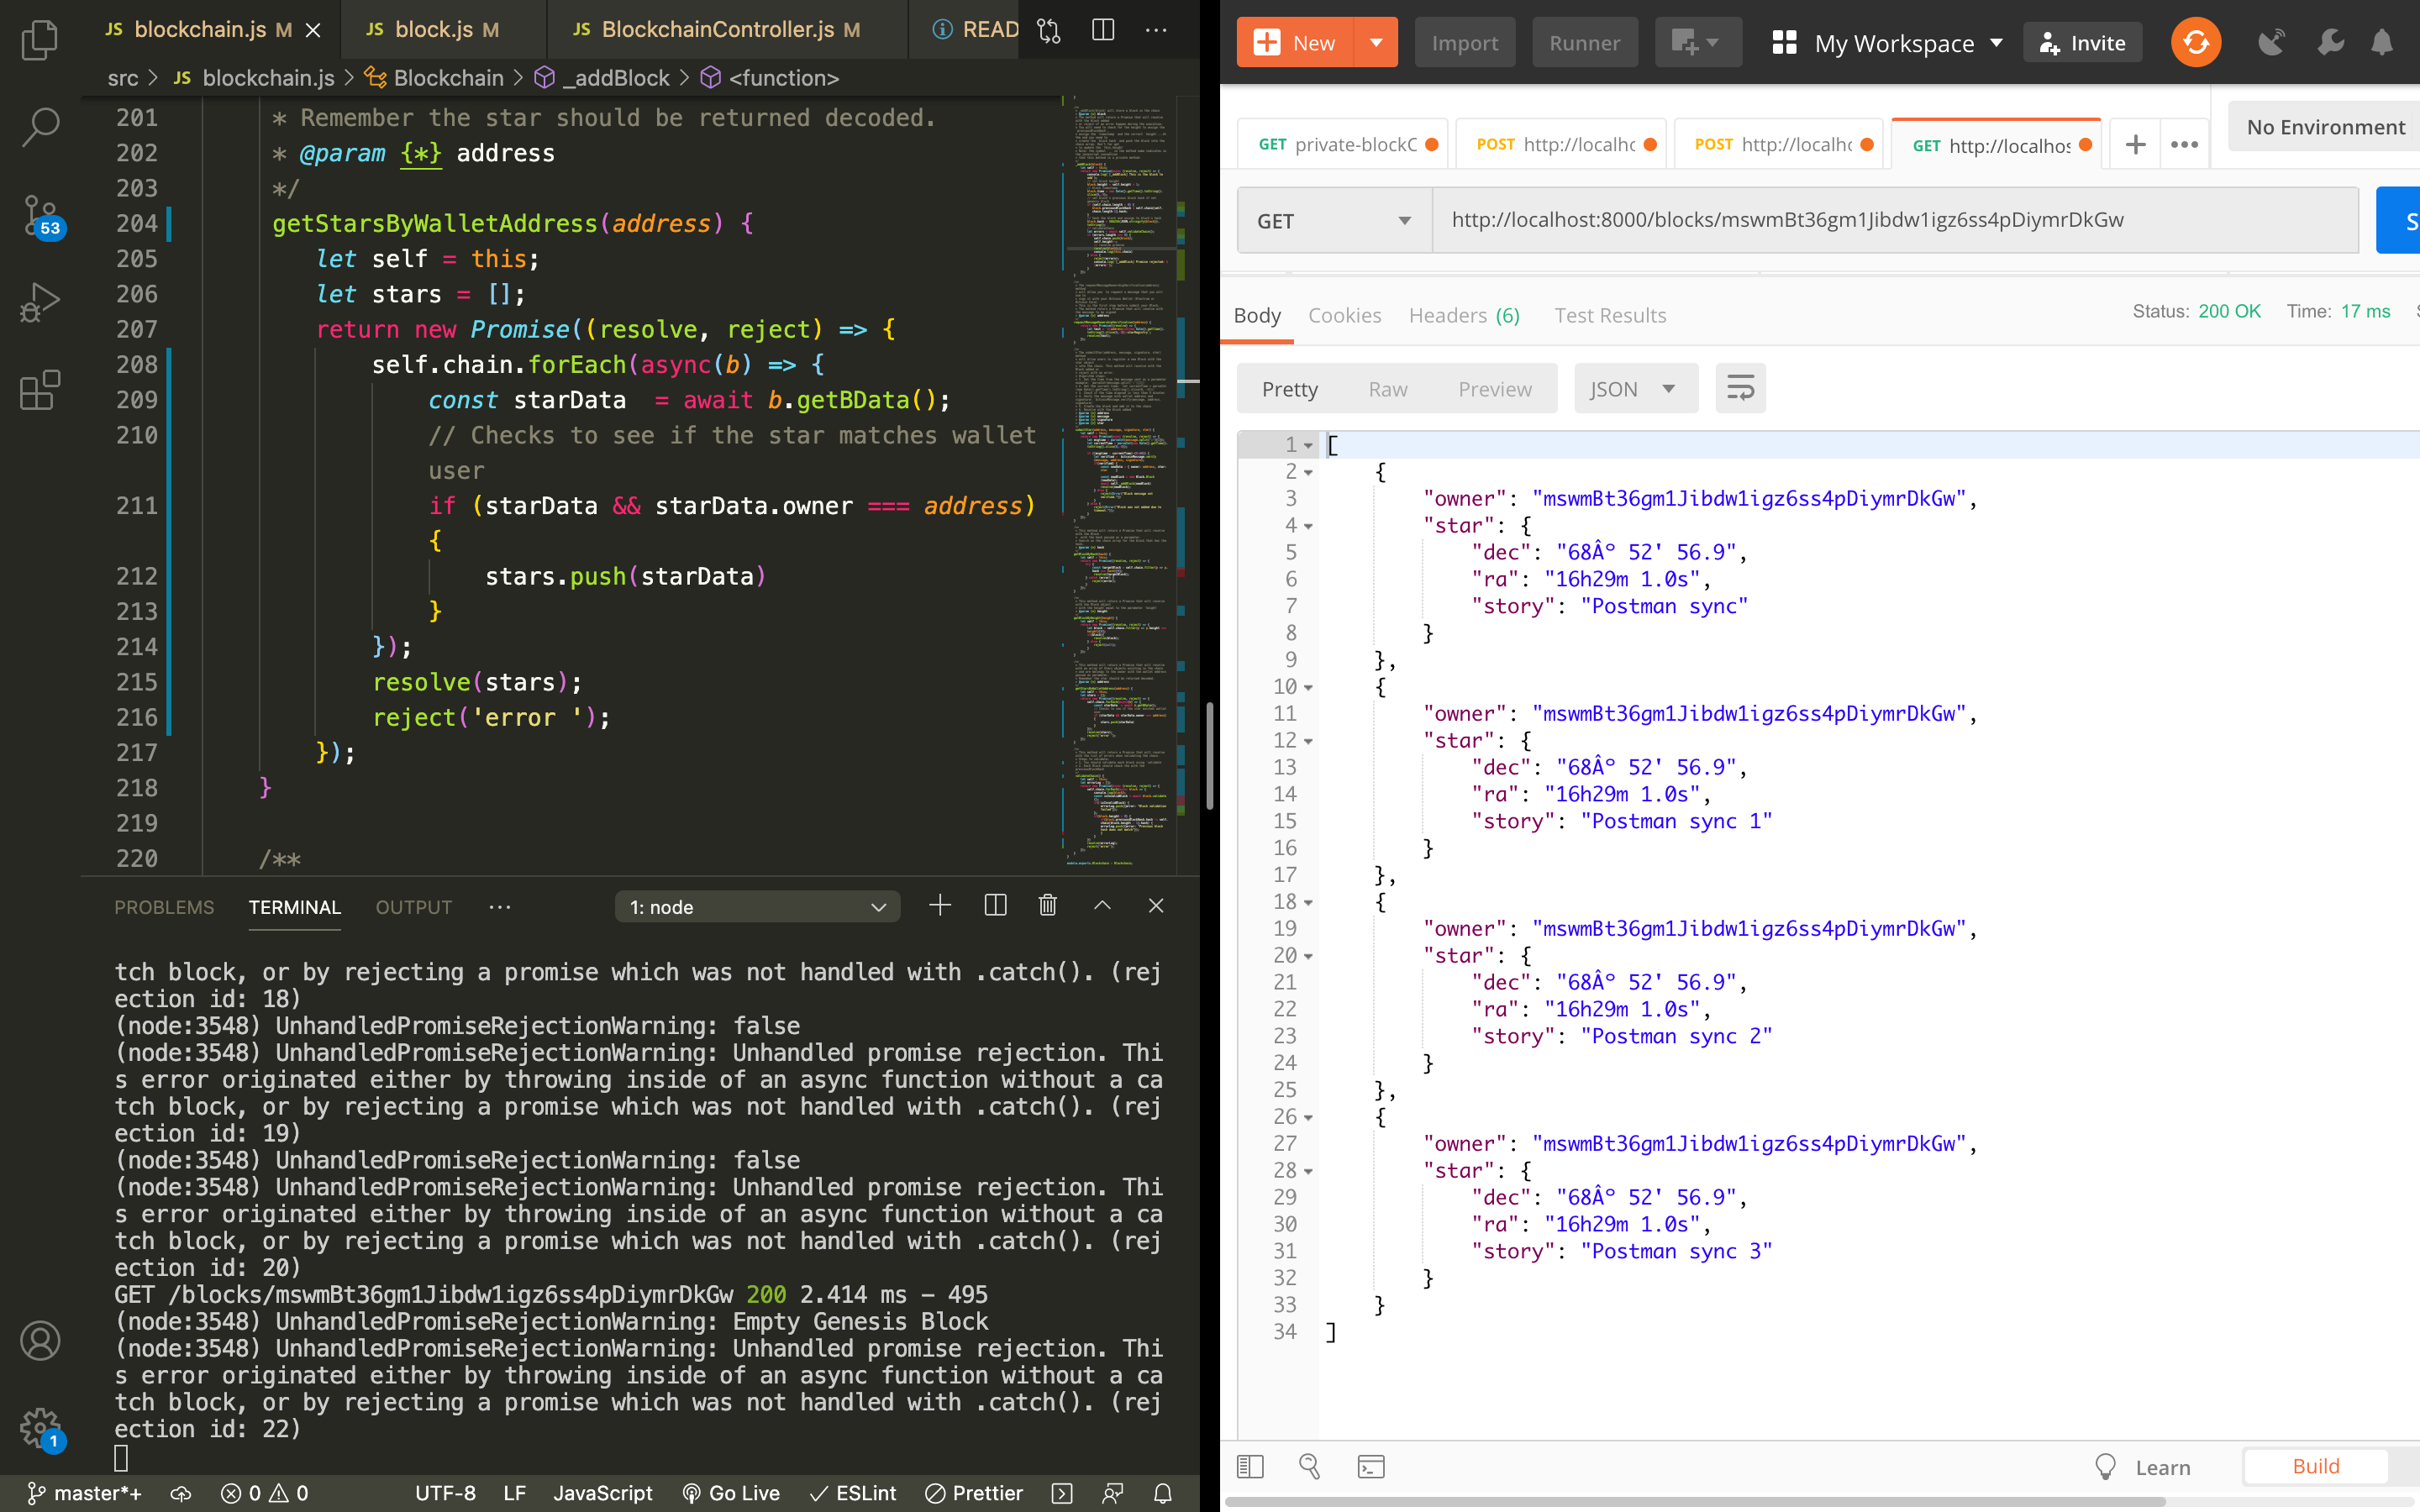 JS blockchain.js M
JS block.js M
JS BlockchainController.js M
READ
src > JS blockchain.js > Blockchain > _addBlock > <function>
201 * Remember the star should be returned decoded.
202 * @param {*} address
203 */
204 getStarsByWalletAddress(address) {
205 let self = this;
206 let stars = [];
207 return new Promise((resolve, reject) => {
208 self.chain.forEach(async(b) => {
209 const starData  = await b.getBData();
210 // Checks to see if the star matches wallet
user
211 if (starData && starData.owner === address)
{
212 stars.push(starData)
213 }
214 });
215 resolve(stars);
216 reject('error ');
217 });
218 }
219
220 /**
53
1
PROBLEMS TERMINAL OUTPUT ··· 1: node
tch block, or by rejecting a promise which was not handled with .catch(). (rej
ection id: 18)
(node:3548) UnhandledPromiseRejectionWarning: false
(node:3548) UnhandledPromiseRejectionWarning: Unhandled promise rejection. Thi
s error originated either by throwing inside of an async function without a ca
tch block, or by rejecting a promise which was not handled with .catch(). (rej
ection id: 19)
(node:3548) UnhandledPromiseRejectionWarning: false
(node:3548) UnhandledPromiseRejectionWarning: Unhandled promise rejection. Thi
s error originated either by throwing inside of an async function without a ca
tch block, or by rejecting a promise which was not handled with .catch(). (rej
ection id: 20)
GET /blocks/mswmBt36gm1Jibdw1igz6ss4pDiymrDkGw 200 2.414 ms - 495
(node:3548) UnhandledPromiseRejectionWarning: Empty Genesis Block
(node:3548) UnhandledPromiseRejectionWarning: Unhandled promise rejection. Thi
s error originated either by throwing inside of an async function without a ca
tch block, or by rejecting a promise which was not handled with .catch(). (rej
ection id: 22)
master*+ 0 0 UTF-8 LF JavaScript Go Live ESLint Prettier
New Import Runner My Workspace Invite
GET private-blockC
POST http://localhc
POST http://localhc
GET http://localhos
No Environment
GET http://localhost:8000/blocks/mswmBt36gm1Jibdw1igz6ss4pDiymrDkGw S
Body Cookies Headers (6) Test Results Status: 200 OK Time: 17 ms
Pretty Raw Preview JSON
1 [
2 {
3 "owner": "mswmBt36gm1Jibdw1igz6ss4pDiymrDkGw",
4 "star": {
5 "dec": "68Âº 52' 56.9",
6 "ra": "16h29m 1.0s",
7 "story": "Postman sync"
8 }
9 },
10 {
11 "owner": "mswmBt36gm1Jibdw1igz6ss4pDiymrDkGw",
12 "star": {
13 "dec": "68Âº 52' 56.9",
14 "ra": "16h29m 1.0s",
15 "story": "Postman sync 1"
16 }
17 },
18 {
19 "owner": "mswmBt36gm1Jibdw1igz6ss4pDiymrDkGw",
20 "star": {
21 "dec": "68Âº 52' 56.9",
22 "ra": "16h29m 1.0s",
23 "story": "Postman sync 2"
24 }
25 },
26 {
27 "owner": "mswmBt36gm1Jibdw1igz6ss4pDiymrDkGw",
28 "star": {
29 "dec": "68Âº 52' 56.9",
30 "ra": "16h29m 1.0s",
31 "story": "Postman sync 3"
32 }
33 }
34 ]
Learn Build